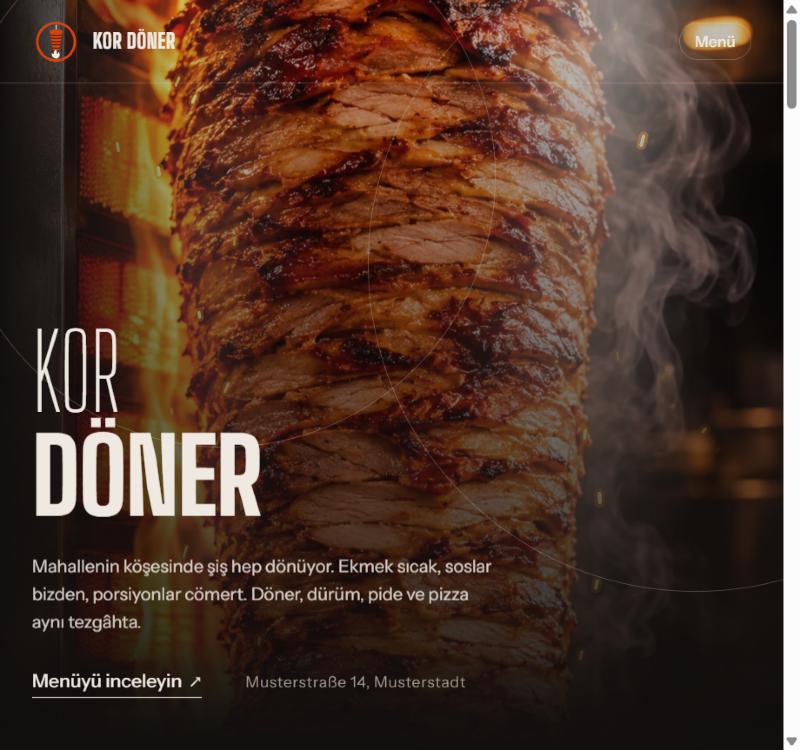 KOR DÖNER
Menü
KOR
DÖNER
Mahallenin köşesinde şiş hep dönüyor. Ekmek sıcak, soslar
bizden, porsiyonlar cömert. Döner, dürüm, pide ve pizza
aynı tezgâhta.
Menüyü inceleyin ↗
Musterstraße 14, Musterstadt